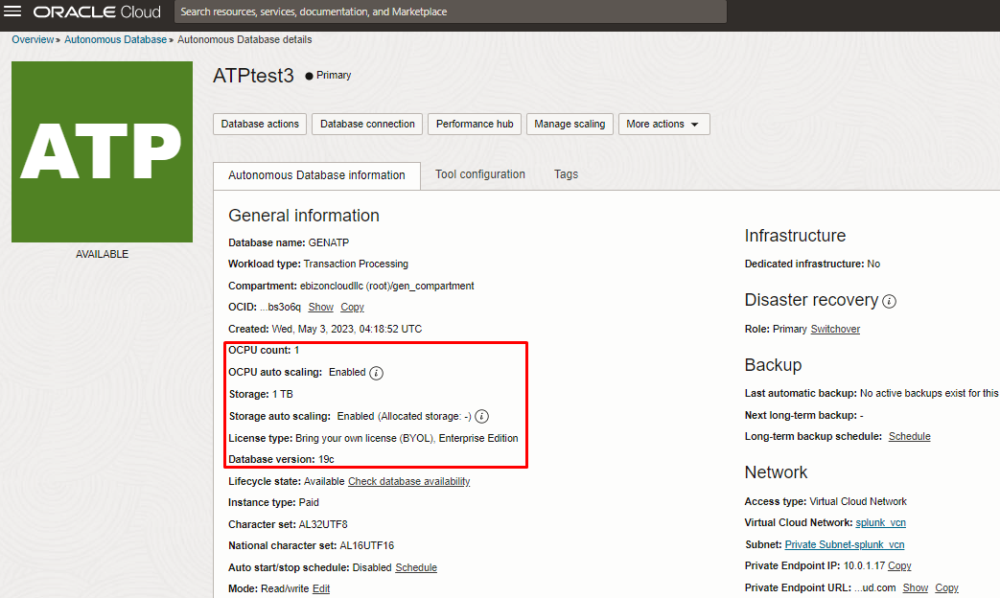 ORACLE Cloud
Search resources, services, documentation, and Marketplace
Overview » Autonomous Database » Autonomous Database details
ATP
AVAILABLE
ATPtest3 Primary
Database actions
Database connection
Performance hub
Manage scaling
More actions
Autonomous Database information
Tool configuration
Tags
General information
Database name: GENATP
Workload type: Transaction Processing
Compartment: ebizoncloudllc (root)/gen_compartment
OCID: ...bs3o6q Show Copy
Created: Wed, May 3, 2023, 04:18:52 UTC
OCPU count: 1
OCPU auto scaling: Enabled
Storage: 1 TB
Storage auto scaling: Enabled (Allocated storage: -)
License type: Bring your own license (BYOL), Enterprise Edition
Database version: 19c
Lifecycle state: Available Check database availability
Instance type: Paid
Character set: AL32UTF8
National character set: AL16UTF16
Auto start/stop schedule: Disabled Schedule
Mode: Read/write Edit
Infrastructure
Dedicated infrastructure: No
Disaster recovery
Role: Primary Switchover
Backup
Last automatic backup: No active backups exist for this
Next long-term backup: -
Long-term backup schedule: Schedule
Network
Access type: Virtual Cloud Network
Virtual Cloud Network: splunk_vcn
Subnet: Private Subnet-splunk_vcn
Private Endpoint IP: 10.0.1.17 Copy
Private Endpoint URL: ...ud.com Show Copy